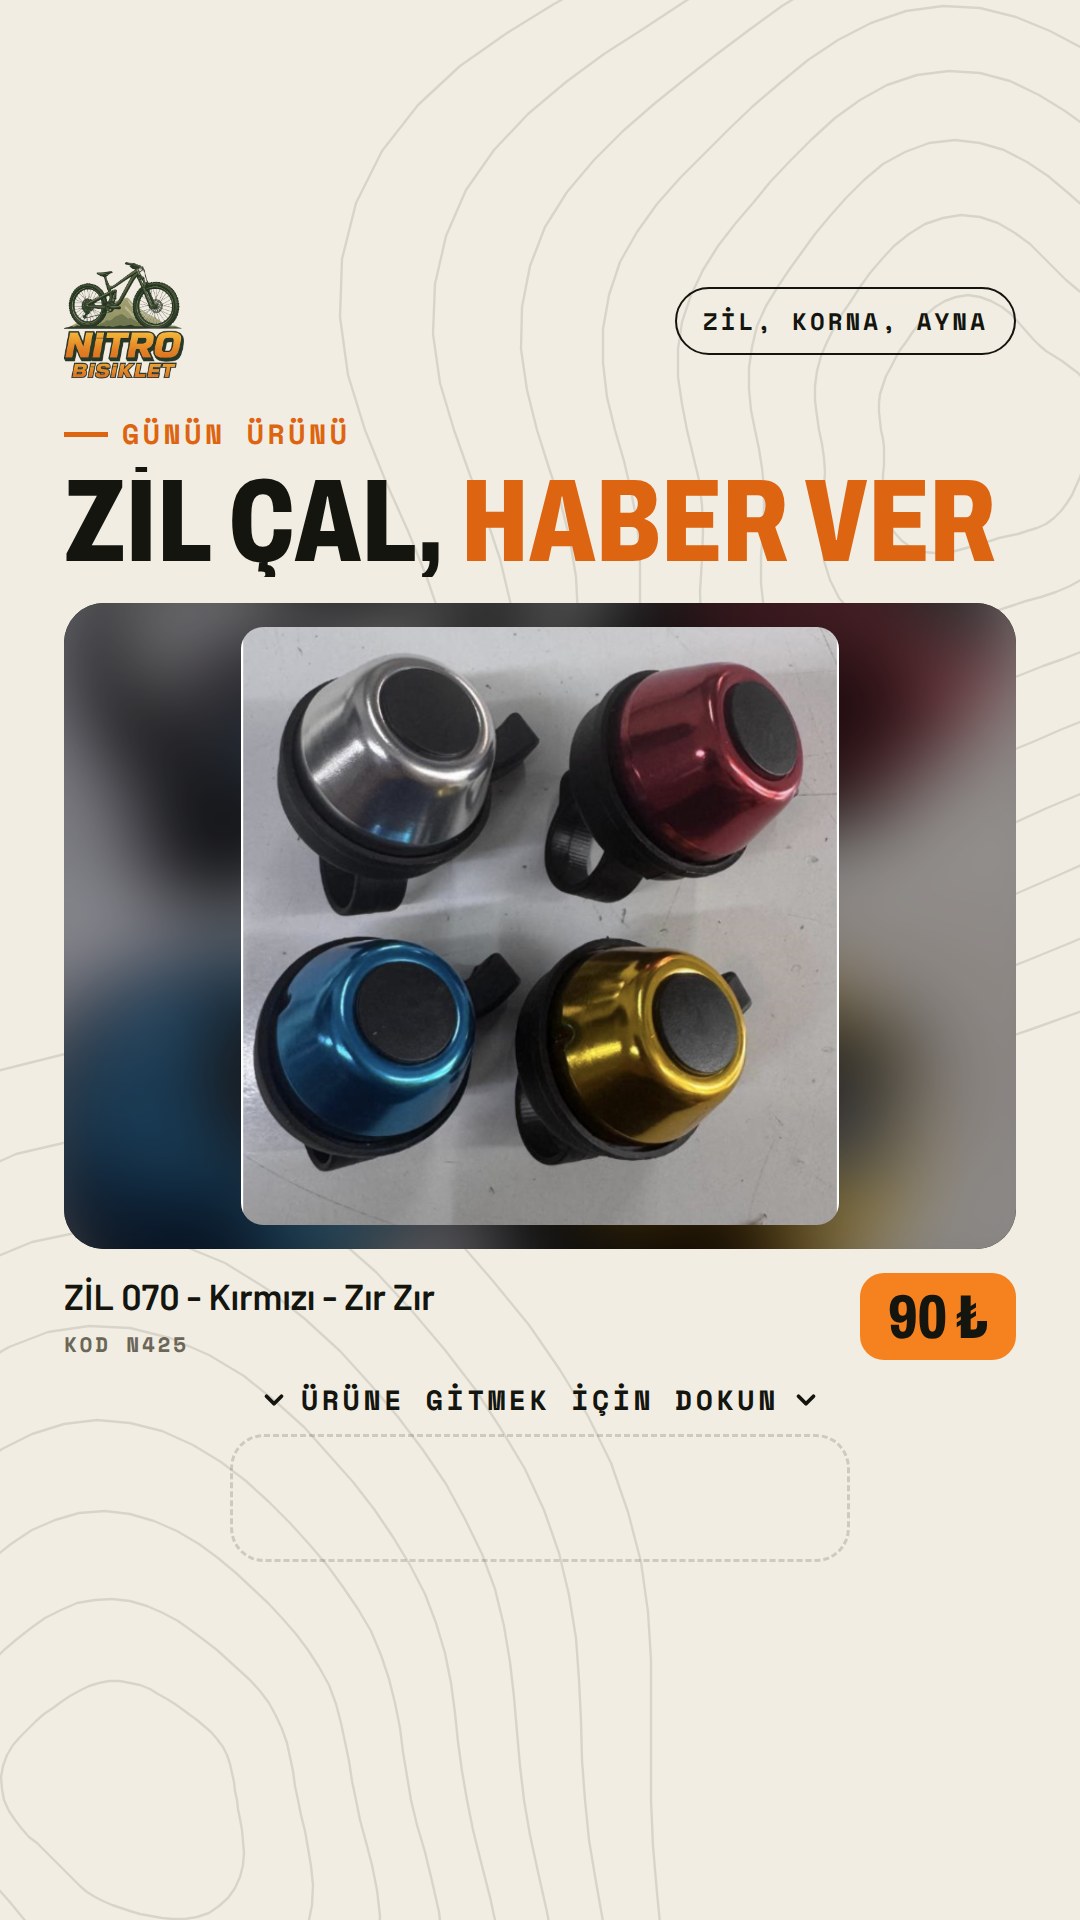 NiTRO
BISIKLET
ZİL, KORNA, AYNA
GÜNÜN ÜRÜNÜ
ZİL ÇAL, HABER VER
ZİL 070 - Kırmızı - Zır Zır
90 ₺
KOD N425
ÜRÜNE GİTMEK İÇİN DOKUN